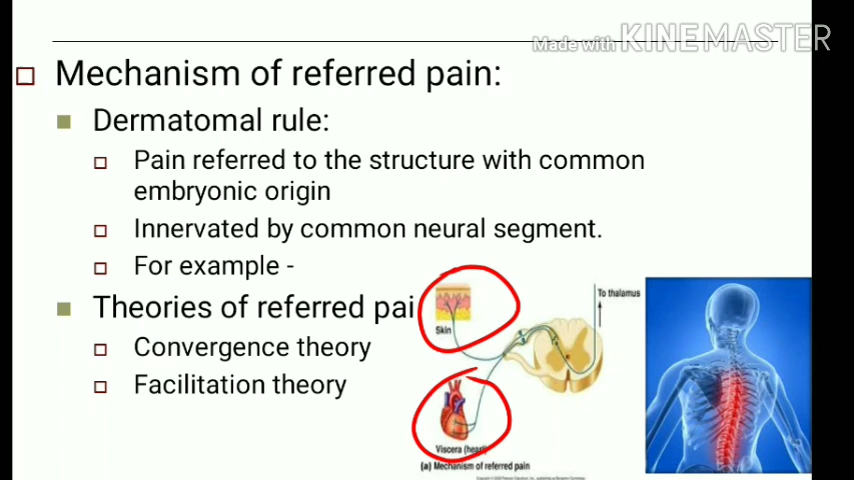 Made with KINEMASTER
Mechanism of referred pain:
Dermatomal rule:
Pain referred to the structure with common
embryonic origin
Innervated by common neural segment.
For example -
Theories of referred pai
Convergence theory
Facilitation theory
To thalamus
Skin
Viscera (heart)
(a) Mechanism of referred pain